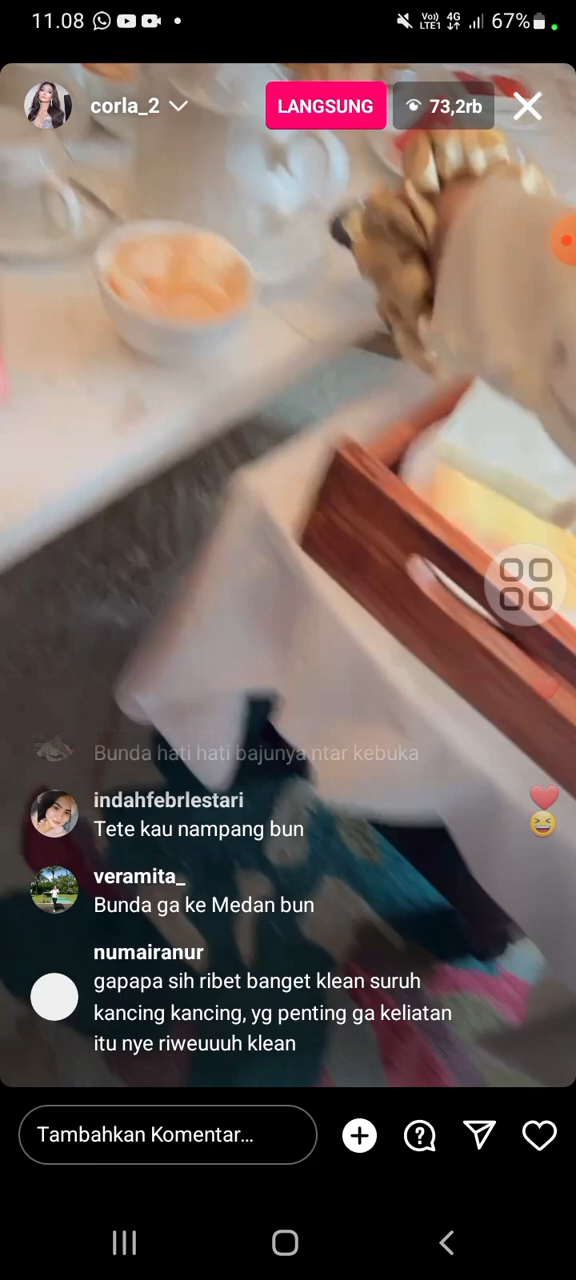 11.08
Vo)) 4G
LTE1
67%
corla_2
LANGSUNG
73,2rb
Bunda hati hati bajunya ntar kebuka
indahfebrlestari
Tete kau nampang bun
veramita_
Bunda ga ke Medan bun
numairanur
gapapa sih ribet banget klean suruh
kancing kancing, yg penting ga keliatan
itu nye riweuuuh klean
Tambahkan Komentar...